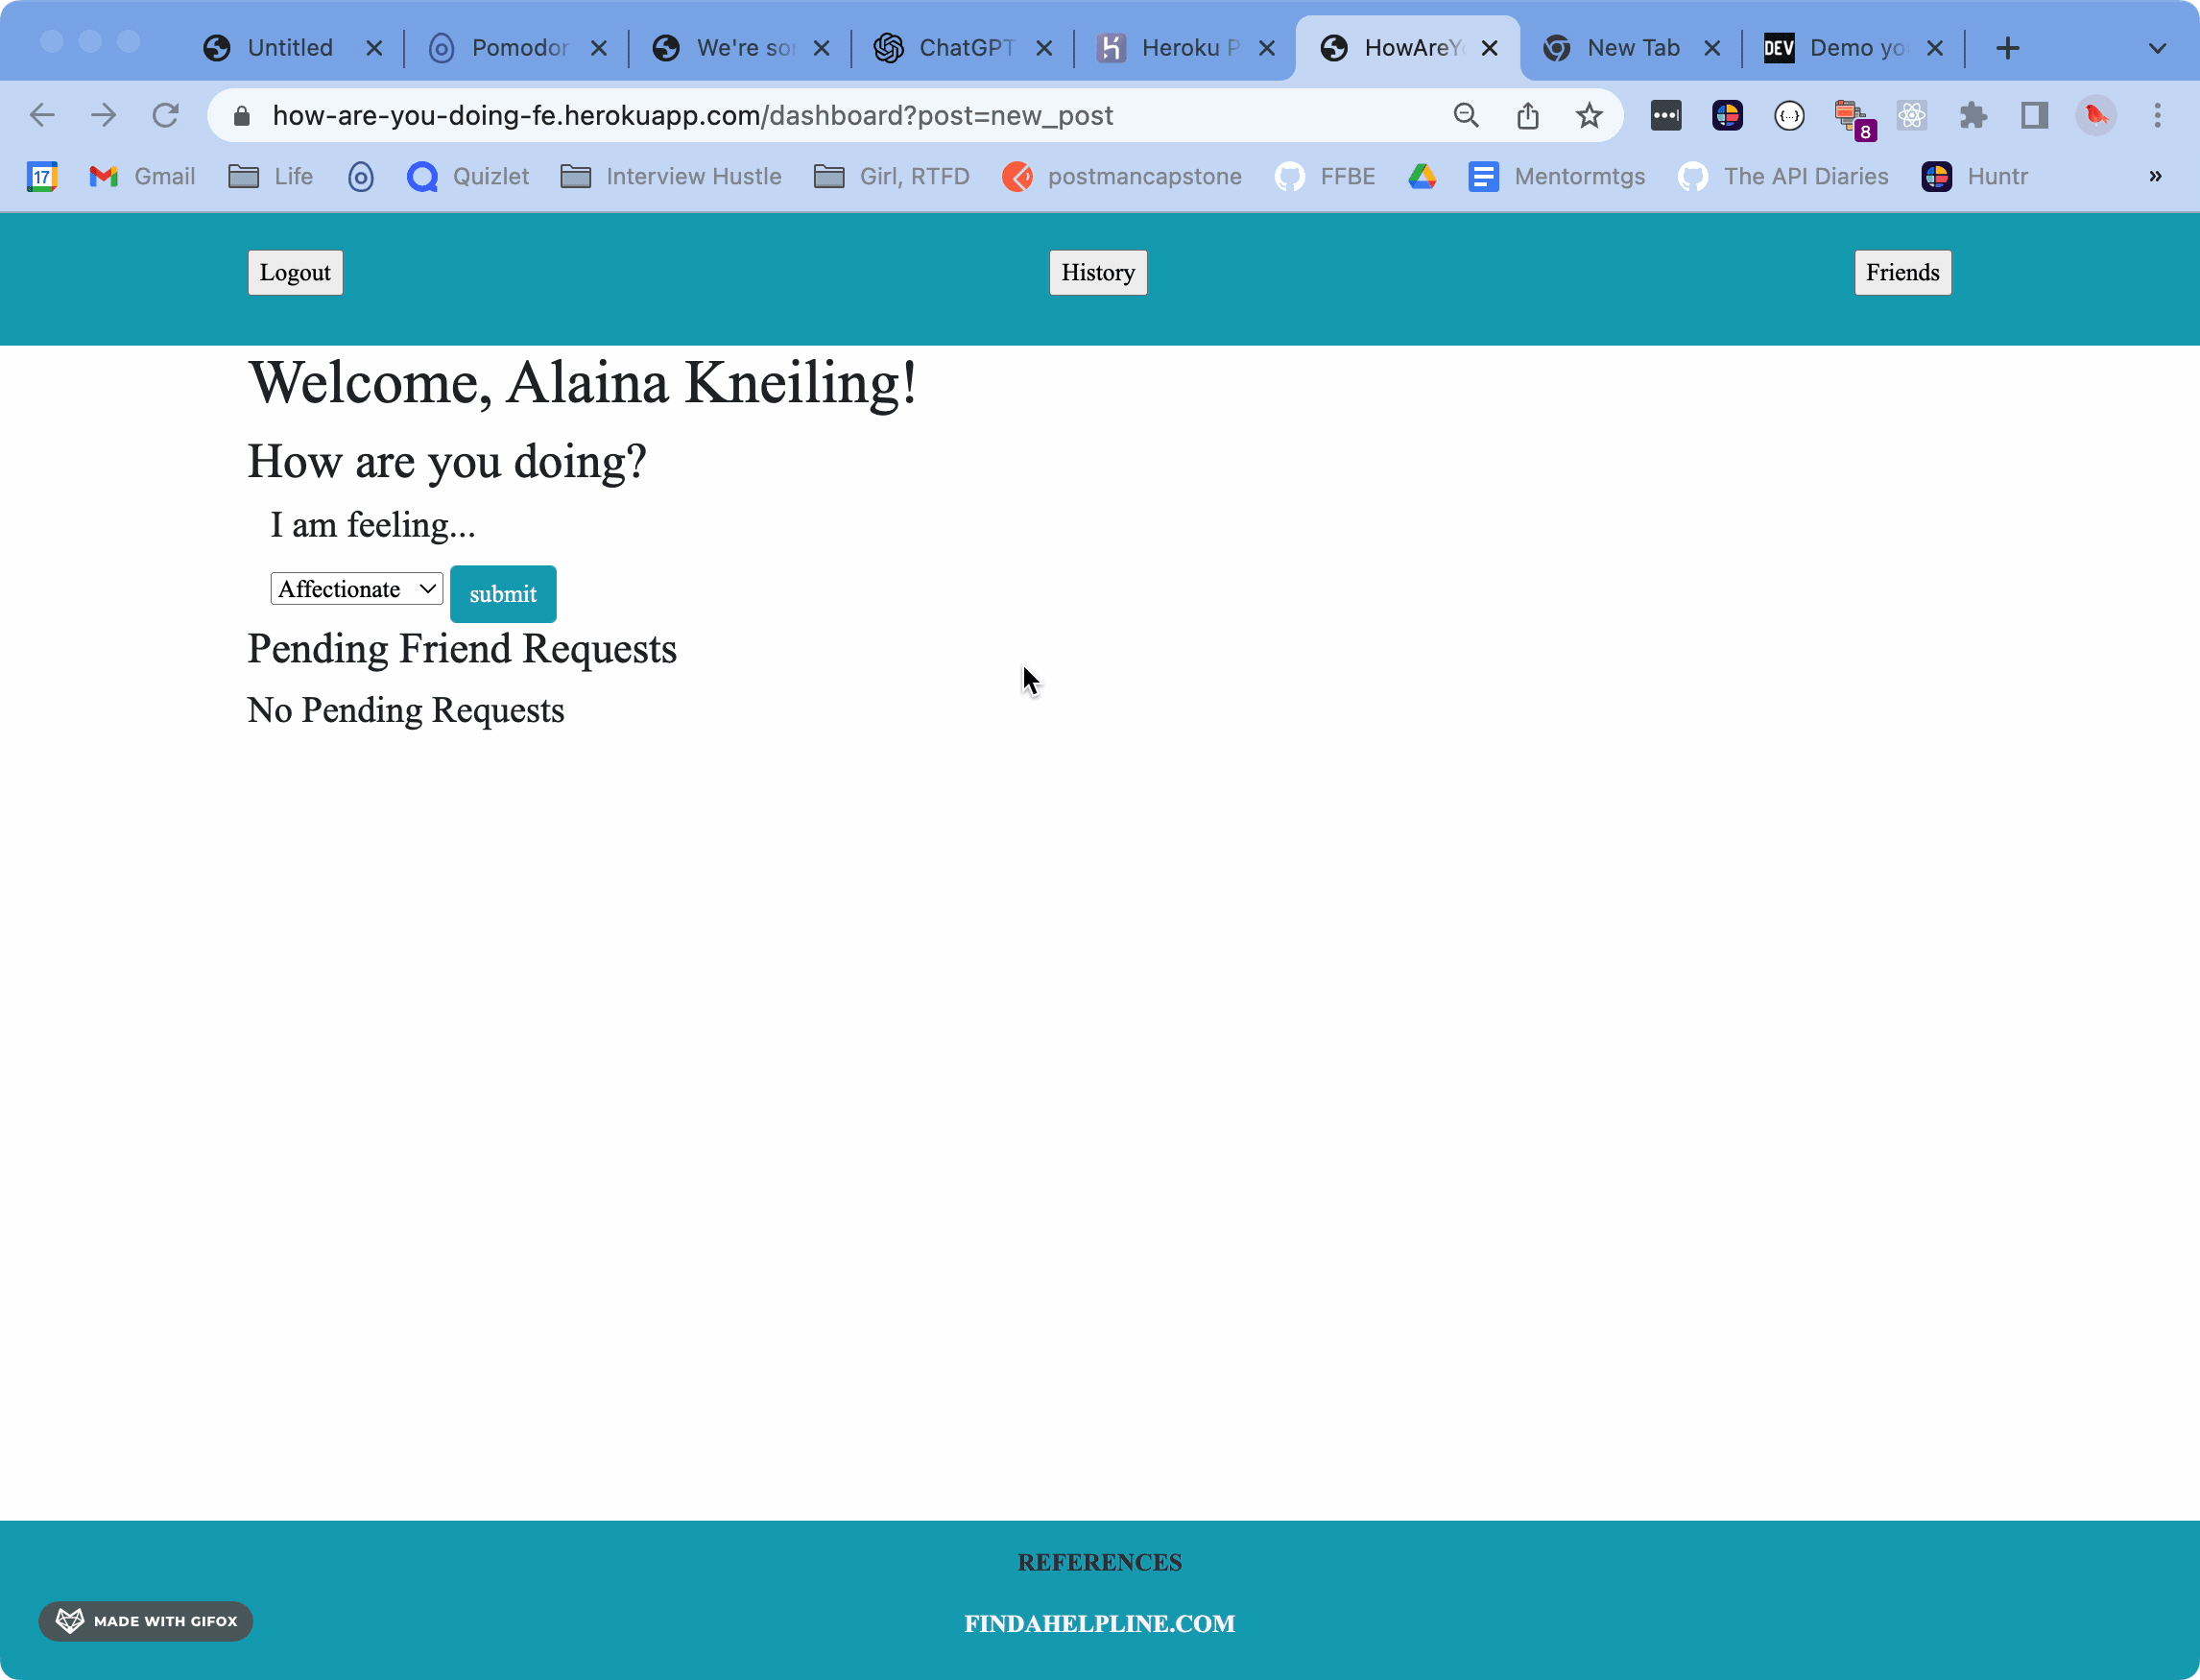 Untitled
Pomodor
We're so
ChatGPT
Heroku P
HowAreY
New Tab
DEV
Demo yo
how-are-you-doing-fe.herokuapp.com/dashboard?post=new_post
8
17
Gmail
Life
Quizlet
Interview Hustle
Girl, RTFD
postmancapstone
FFBE
Mentormtgs
The API Diaries
Huntr
»
Logout
History
Friends
Welcome, Alaina Kneiling!
How are you doing?
I am feeling...
Affectionate
submit
Pending Friend Requests
No Pending Requests
REFERENCES
MADE WITH GIFOX
FINDAHELPLINE.COM